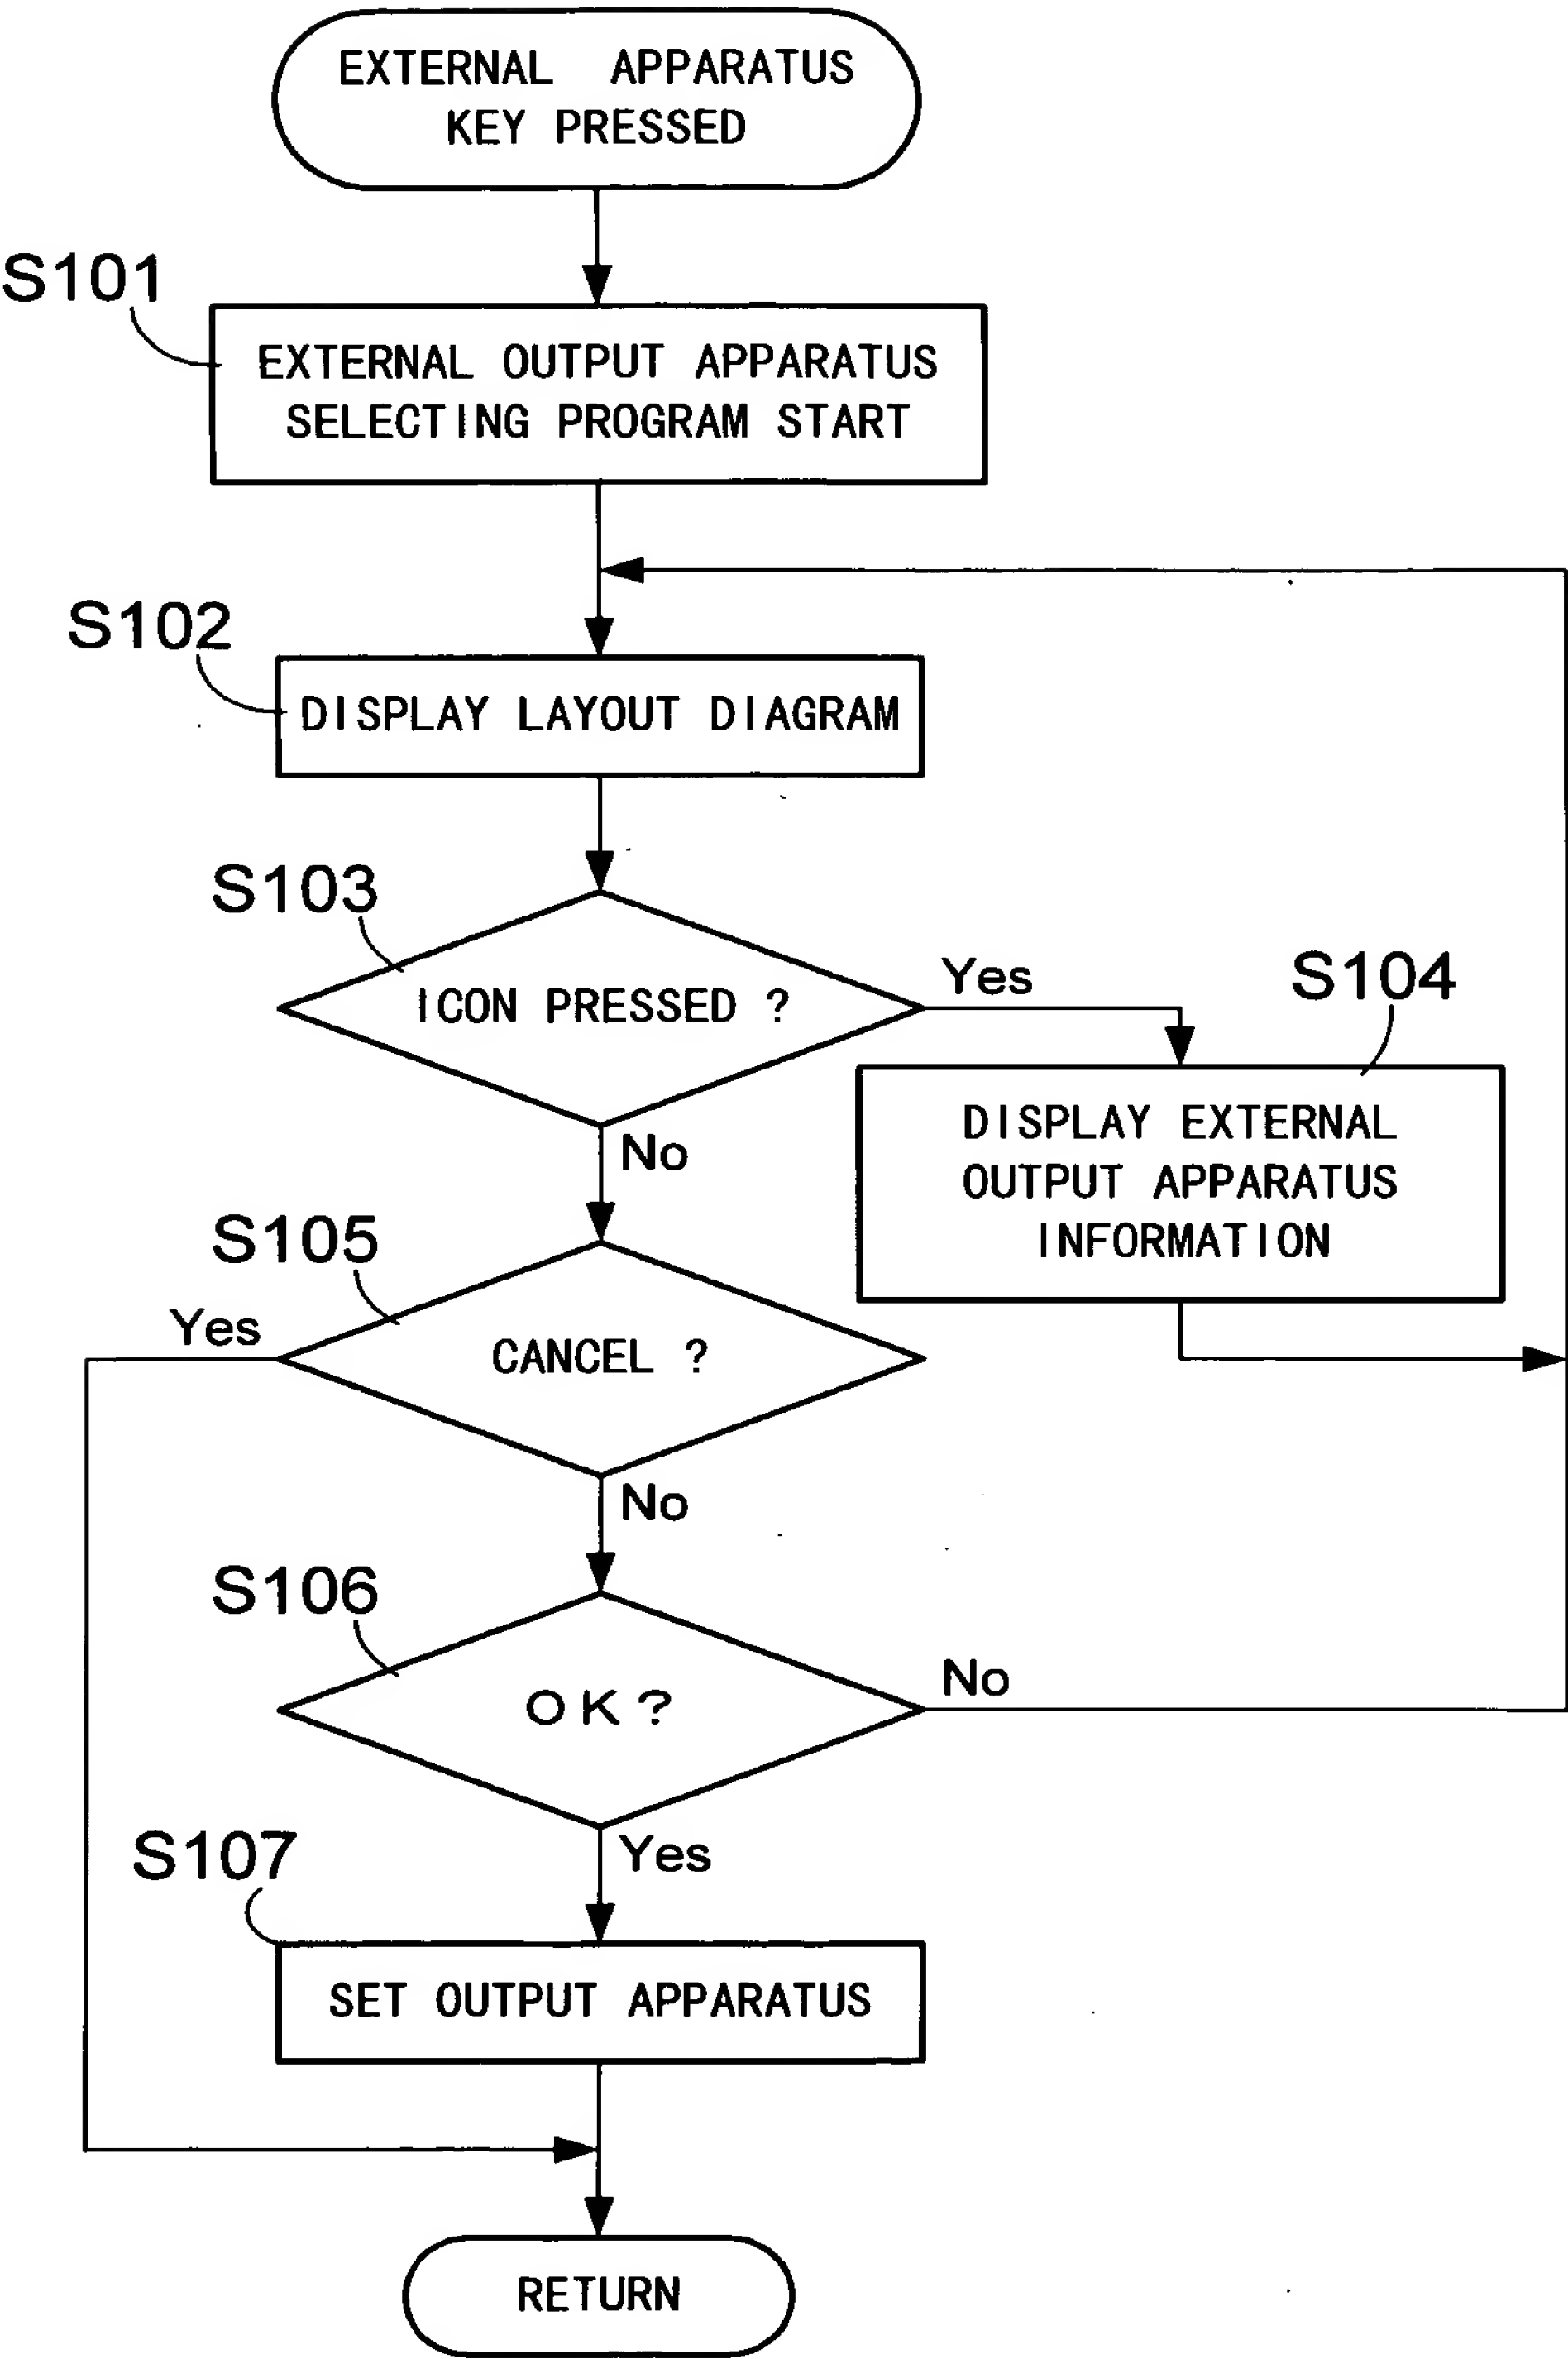 EXTERNAL APPARATUS
KEY PRESSED
S101
EXTERNAL OUTPUT APPARATUS
SELECTING PROGRAM START
S102
DISPLAY LAYOUT DIAGRAM
S103
ICON PRESSED ?
Yes
S104
No
DISPLAY EXTERNAL
OUTPUT APPARATUS
INFORMATION
S105
Yes
CANCEL ?
No
S106
OK?
No
S107
Yes
SET OUTPUT APPARATUS
RETURN